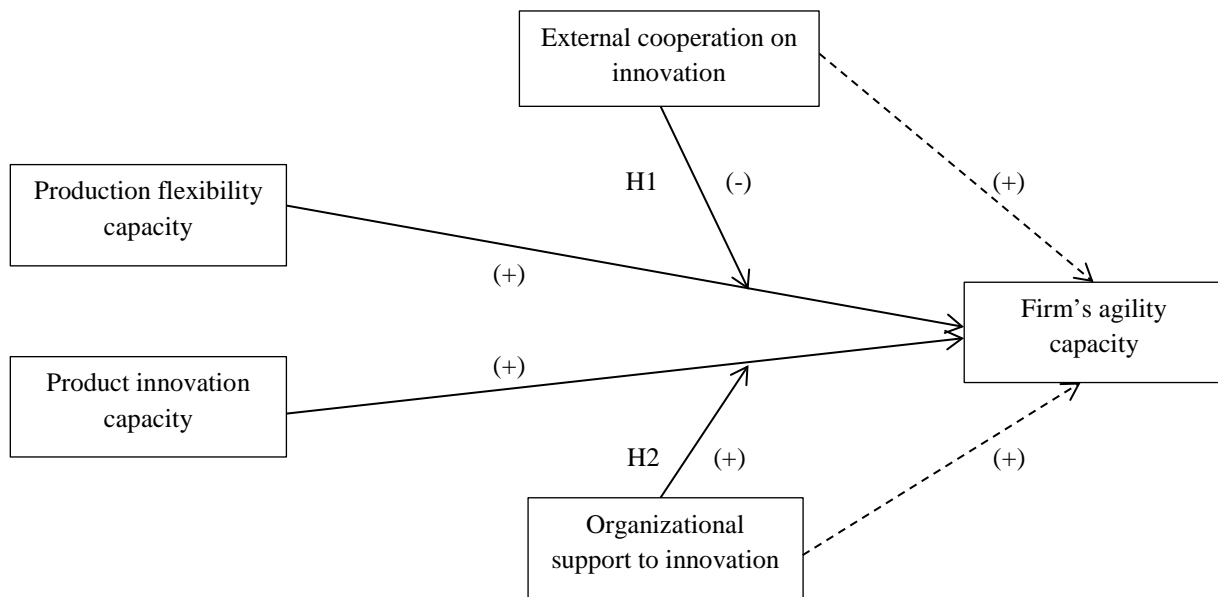 External cooperation on
innovation
Production flexibility
capacity
H1
(-)
(+)
(+)
Firm’s agility
capacity
Product innovation
capacity
(+)
H2
(+)
(+)
Organizational
support to innovation